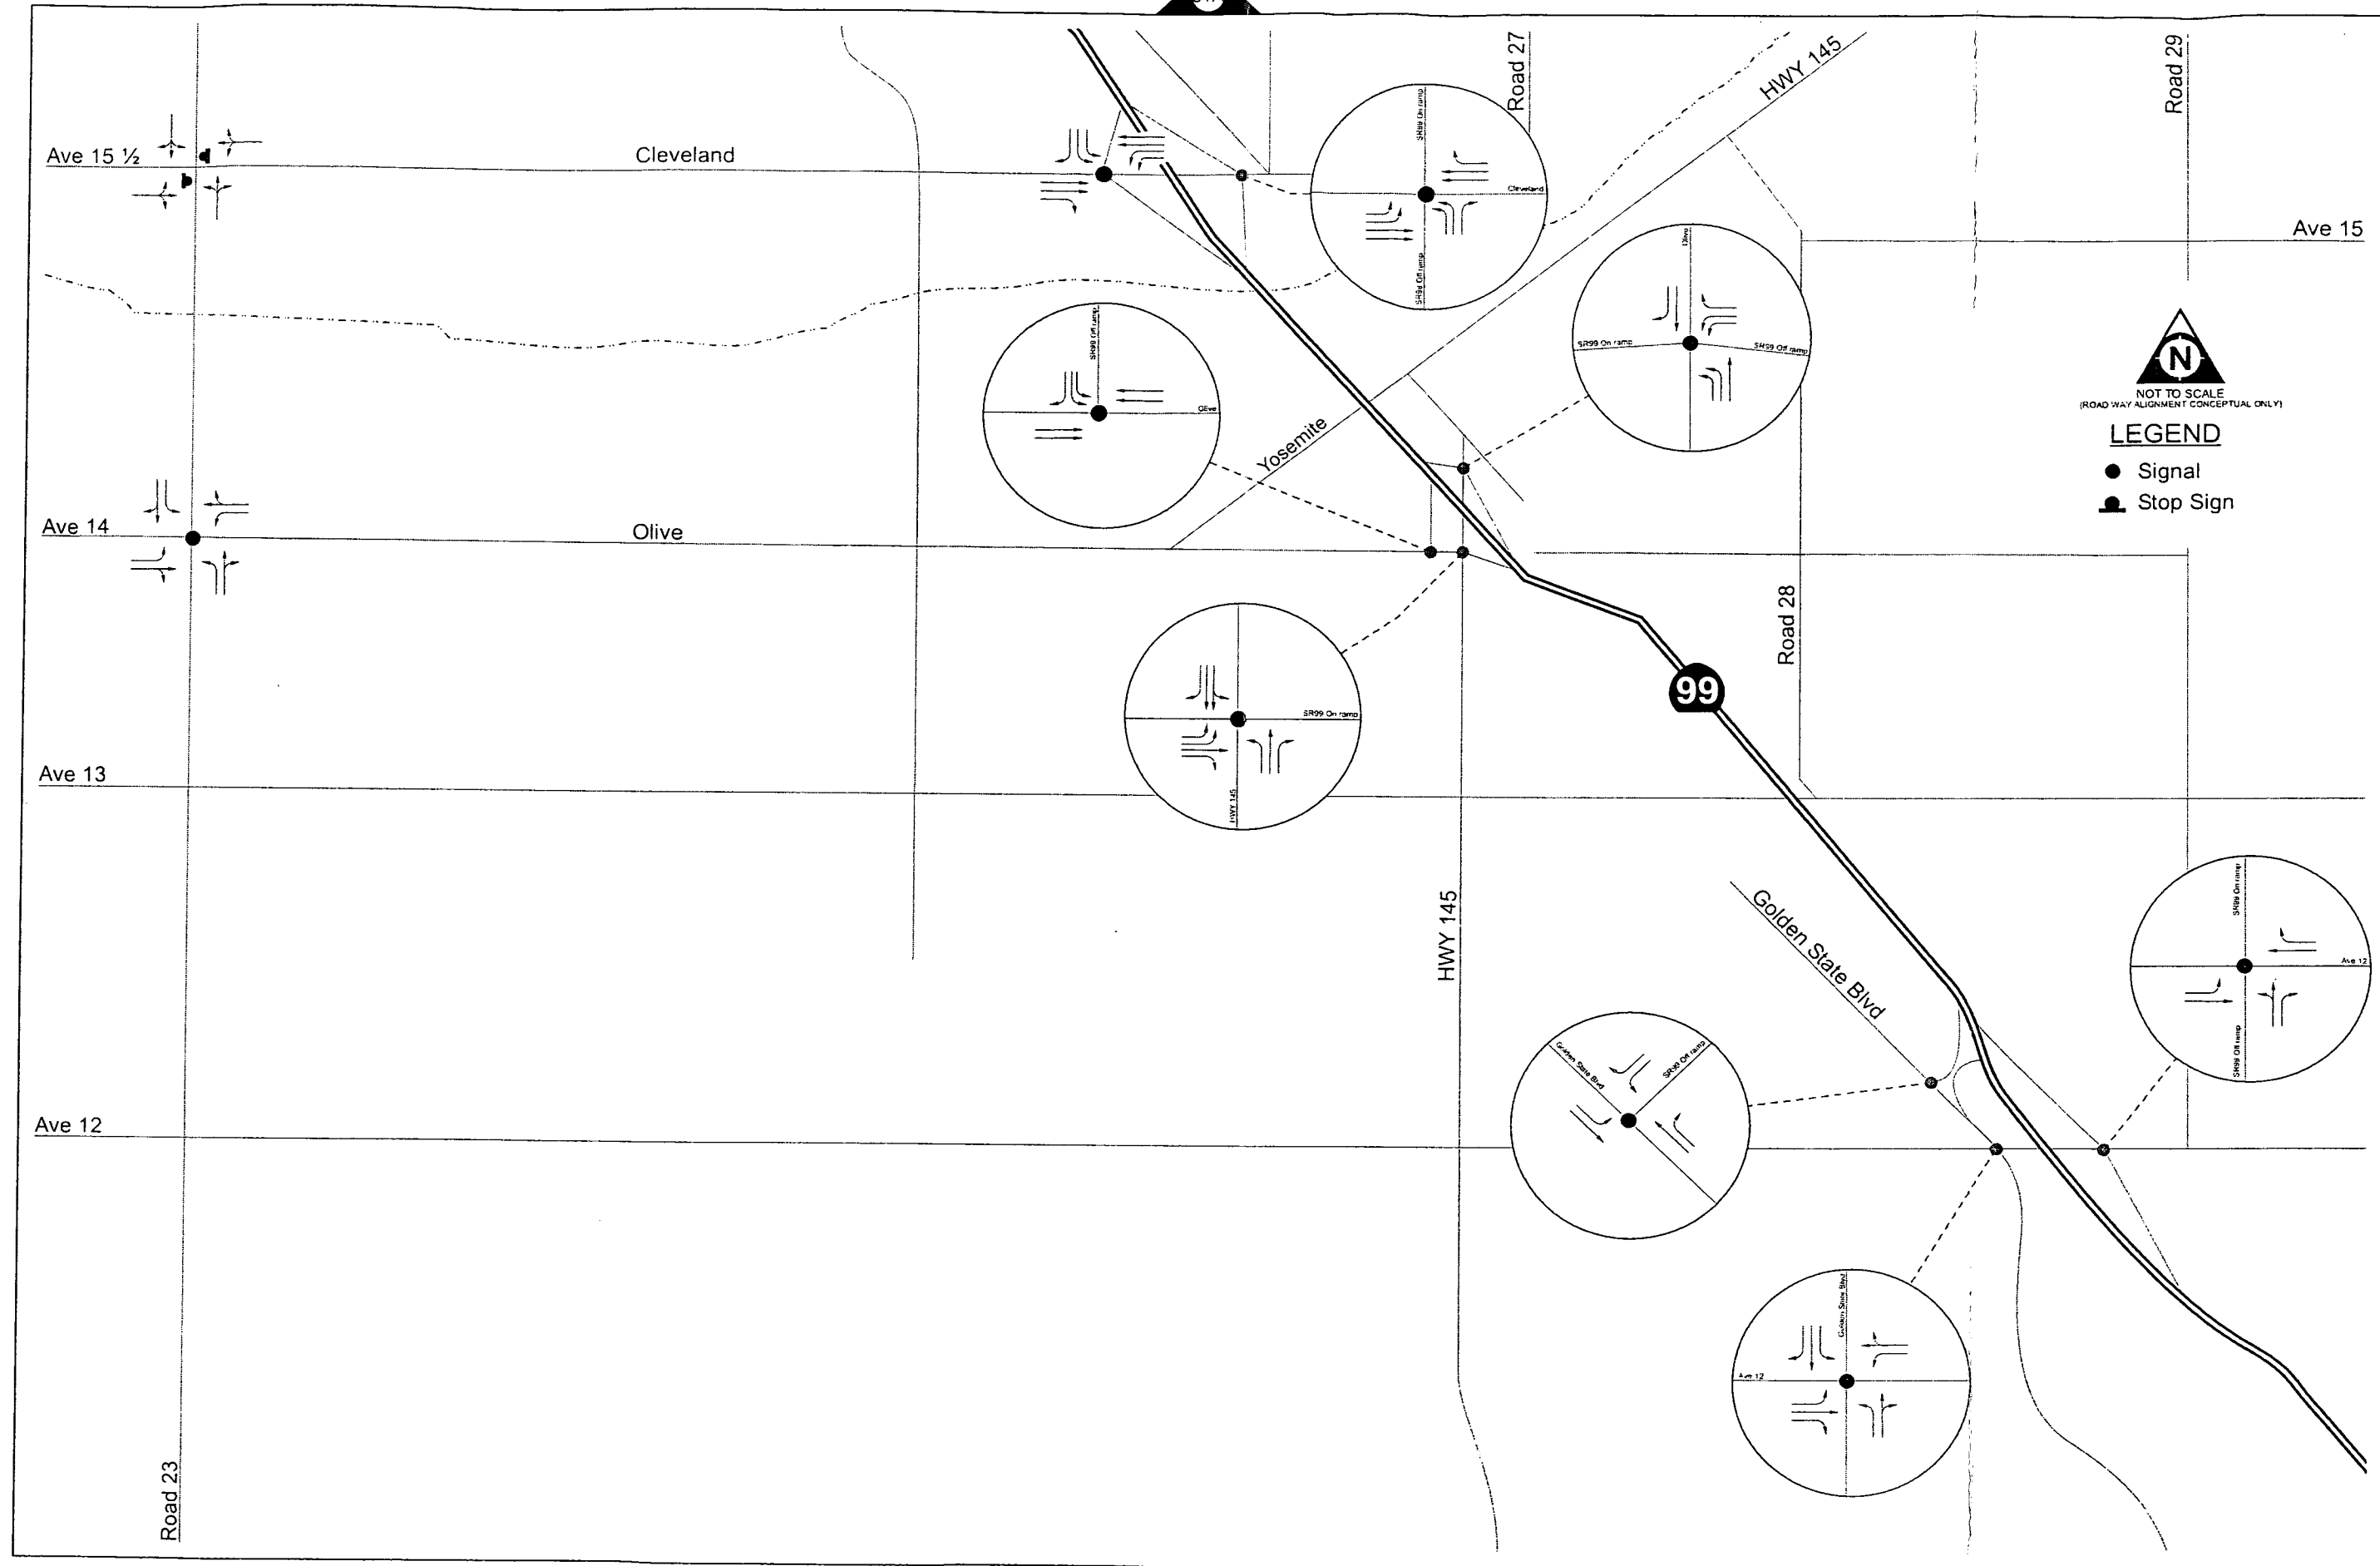 Road 27
HWY 145
Road 29
Ave 15 ½
Cleveland
SR99 On ramp
Cleveland
SR99 Off ramp
Ave 15
Olive
SR99 On ramp
SR99 Off ramp
N
NOT TO SCALE
(ROAD WAY ALIGNMENT CONCEPTUAL ONLY)
LEGEND
Signal
Stop Sign
SR99 Off ramp
Olive
Yosemite
Ave 14
Olive
Road 28
99
SR99 On ramp
HWY 145
Ave 13
HWY 145
Golden State Blvd
SR99 On ramp
Ave 12
SR99 Off ramp
Golden State Blvd
SR99 Off ramp
Ave 12
Golden State Blvd
Ave 12
Road 23